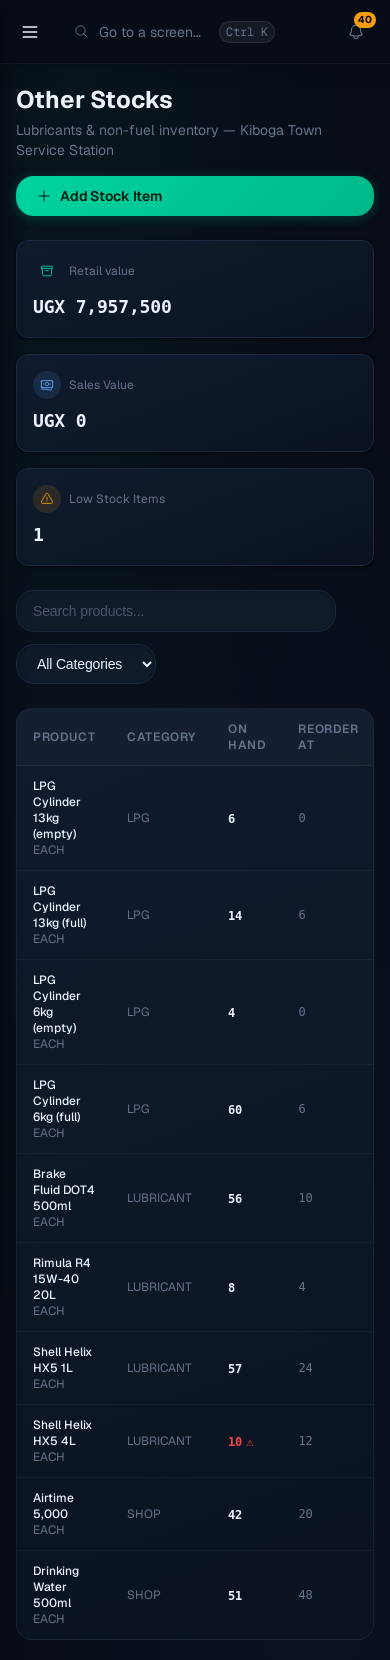 Go to a screen... Ctrl K 40
Other Stocks
Lubricants & non-fuel inventory — Kiboga Town
Service Station
+ Add Stock Item
Retail value
UGX 7,957,500
Sales Value
UGX 0
Low Stock Items
1
Search products...
All Categories
PRODUCT CATEGORY ON HAND REORDER AT
LPG
Cylinder
13kg
(empty)
EACH
LPG
6
0
LPG
Cylinder
13kg (full)
EACH
LPG
14
6
LPG
Cylinder
6kg
(empty)
EACH
LPG
4
0
LPG
Cylinder
6kg (full)
EACH
LPG
60
6
Brake
Fluid DOT4
500ml
EACH
LUBRICANT
56
10
Rimula R4
15W-40
20L
EACH
LUBRICANT
8
4
Shell Helix
HX5 1L
EACH
LUBRICANT
57
24
Shell Helix
HX5 4L
EACH
LUBRICANT
10 ⚠
12
Airtime
5,000
EACH
SHOP
42
20
Drinking
Water
500ml
EACH
SHOP
51
48